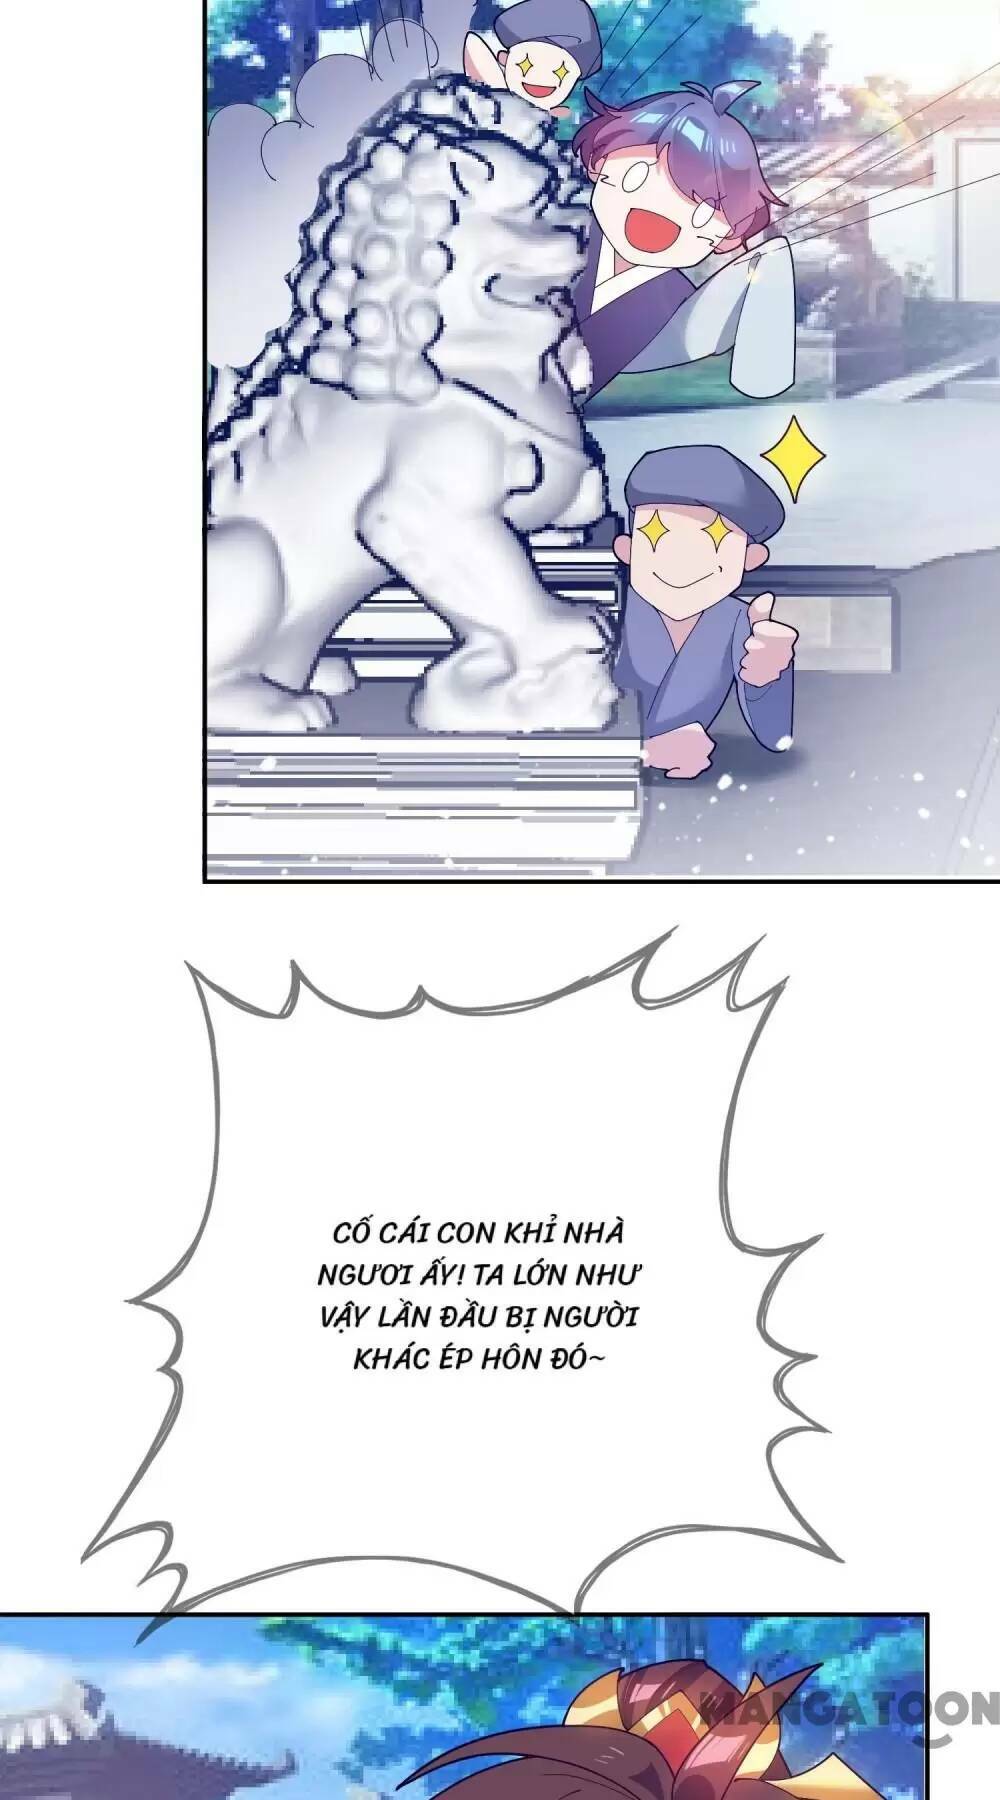 CỐ CÁI CON KHỈ NHÀ
NGƯƠI ẤY! TA LỚN NHƯ
VẬY LẦN ĐẦU BỊ NGƯỜI
KHÁC ÉP HÔN ĐÓ~
MANGATOON